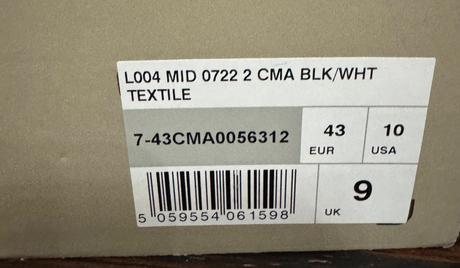 L004 MID 0722 2 CMA BLK/WHT
TEXTILE
7-43CMA0056312
43
EUR
10
USA
5 059554 061598
9
UK